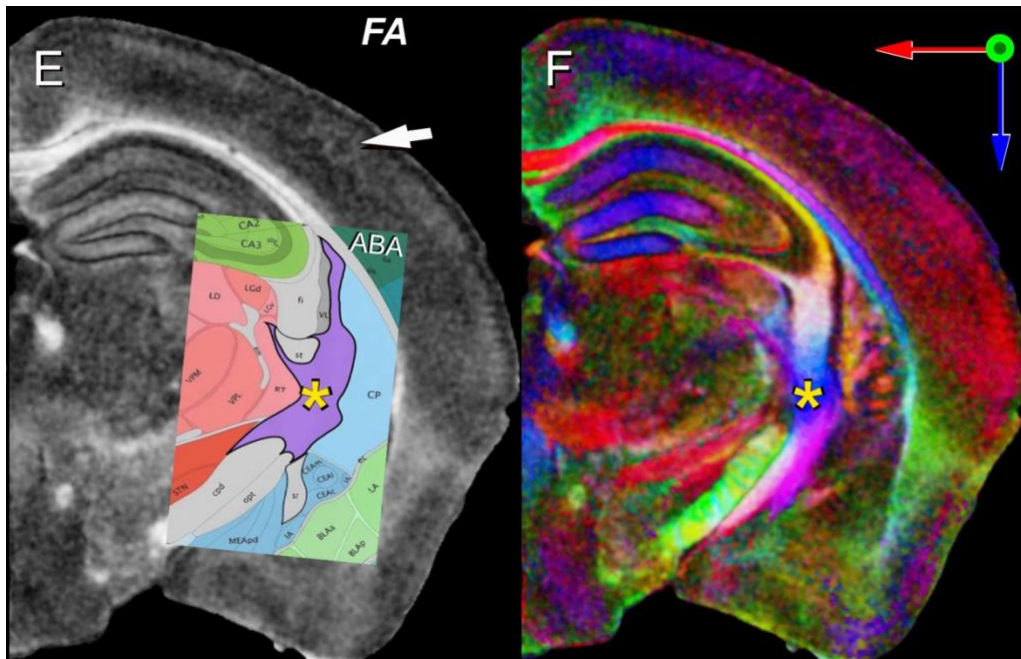 E
FA
F
ABA
CA2
CA3
LGd
LD
fi
VL
st
VPM
VPL
RT
CP
STN
cpd
opt
CEAm
CEAl
CEAc
st
LA
IA
BLAa
MEApd
BLAp